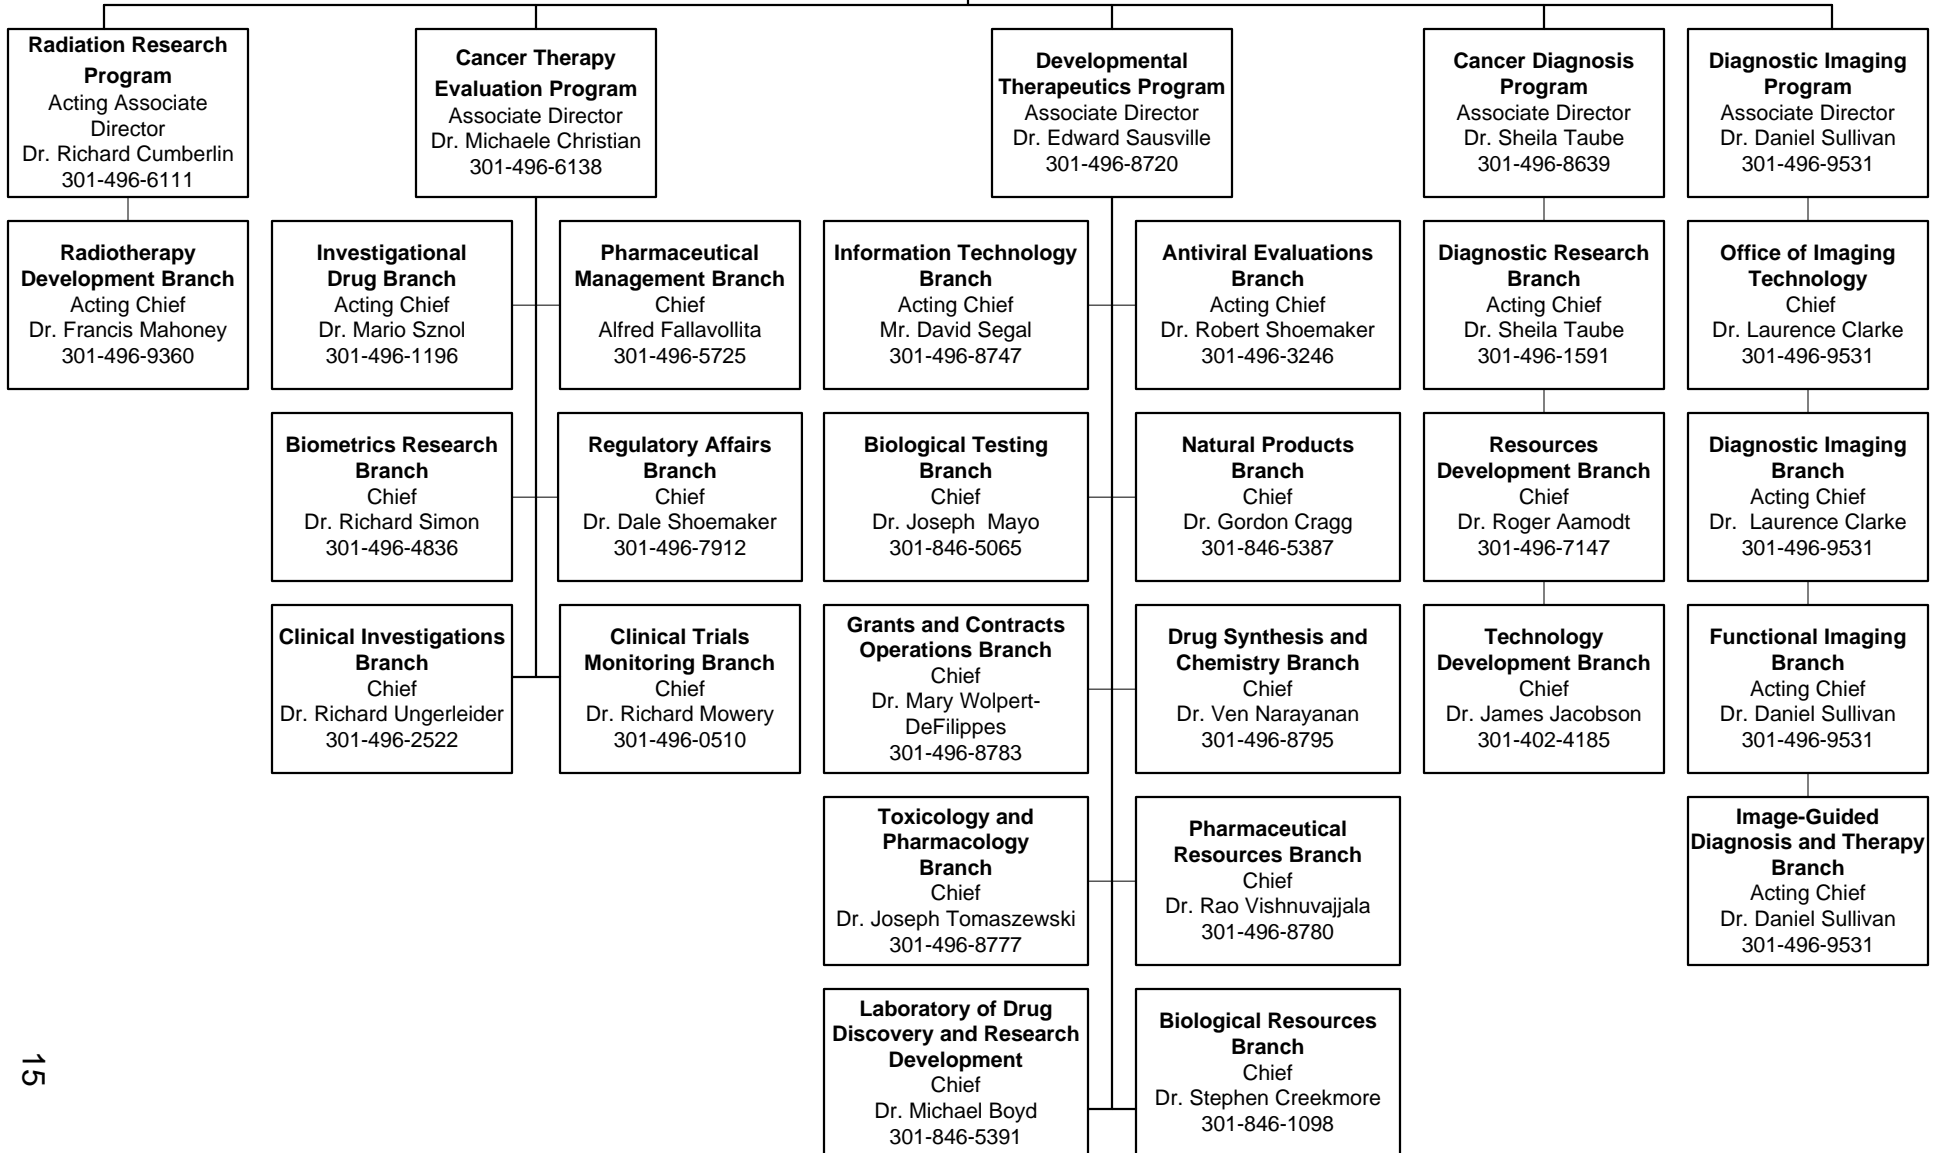 Radiation Research
Program
Acting Associate
Director
Dr. Richard Cumberlin
301-496-6111
Cancer Therapy
Evaluation Program
Associate Director
Dr. Michaele Christian
301-496-6138
Developmental
Therapeutics Program
Associate Director
Dr. Edward Sausville
301-496-8720
Cancer Diagnosis
Program
Associate Director
Dr. Sheila Taube
301-496-8639
Diagnostic Imaging
Program
Associate Director
Dr. Daniel Sullivan
301-496-9531
Radiotherapy
Development Branch
Acting Chief
Dr. Francis Mahoney
301-496-9360
Investigational
Drug Branch
Acting Chief
Dr. Mario Sznol
301-496-1196
Pharmaceutical
Management Branch
Chief
Alfred Fallavollita
301-496-5725
Information Technology
Branch
Acting Chief
Mr. David Segal
301-496-8747
Antiviral Evaluations
Branch
Acting Chief
Dr. Robert Shoemaker
301-496-3246
Diagnostic Research
Branch
Acting Chief
Dr. Sheila Taube
301-496-1591
Office of Imaging
Technology
Chief
Dr. Laurence Clarke
301-496-9531
Biometrics Research
Branch
Chief
Dr. Richard Simon
301-496-4836
Regulatory Affairs
Branch
Chief
Dr. Dale Shoemaker
301-496-7912
Biological Testing
Branch
Chief
Dr. Joseph  Mayo
301-846-5065
Natural Products
Branch
Chief
Dr. Gordon Cragg
301-846-5387
Resources
Development Branch
Chief
Dr. Roger Aamodt
301-496-7147
Diagnostic Imaging
Branch
Acting Chief
Dr.  Laurence Clarke
301-496-9531
Clinical Investigations
Branch
Chief
Dr. Richard Ungerleider
301-496-2522
Clinical Trials
Monitoring Branch
Chief
Dr. Richard Mowery
301-496-0510
Grants and Contracts
Operations Branch
Chief
Dr. Mary Wolpert-
DeFilippes
301-496-8783
Drug Synthesis and
Chemistry Branch
Chief
Dr. Ven Narayanan
301-496-8795
Technology
Development Branch
Chief
Dr. James Jacobson
301-402-4185
Functional Imaging
Branch
Acting Chief
Dr. Daniel Sullivan
301-496-9531
Toxicology and
Pharmacology
Branch
Chief
Dr. Joseph Tomaszewski
301-496-8777
Pharmaceutical
Resources Branch
Chief
Dr. Rao Vishnuvajjala
301-496-8780
Image-Guided
Diagnosis and Therapy
Branch
Acting Chief
Dr. Daniel Sullivan
301-496-9531
Laboratory of Drug
Discovery and Research
Development
Chief
Dr. Michael Boyd
301-846-5391
Biological Resources
Branch
Chief
Dr. Stephen Creekmore
301-846-1098
15